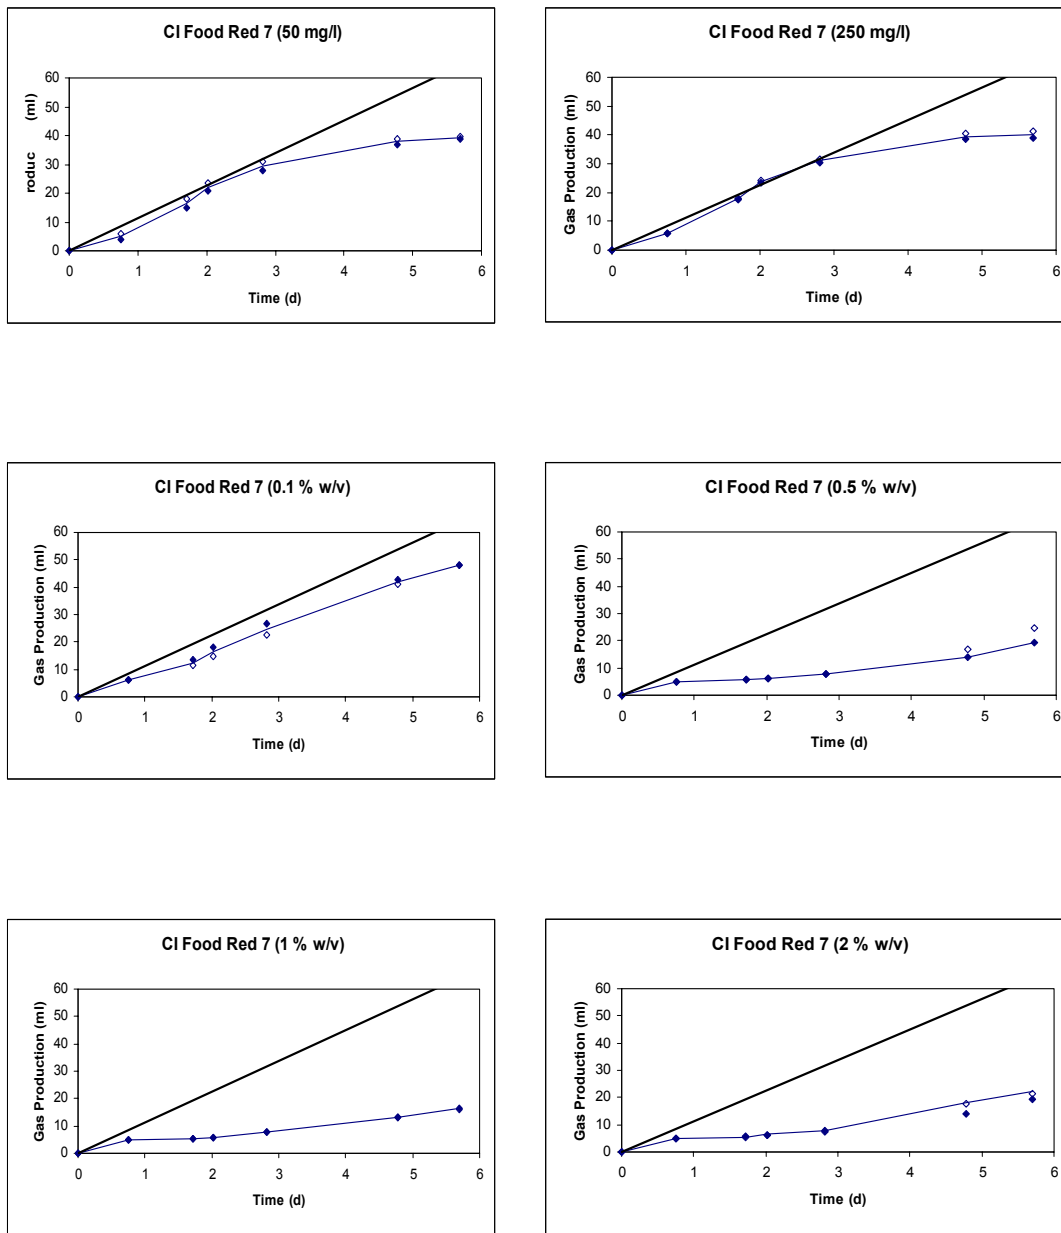 CI Food Red 7 (50 mg/l)
60
50
40
30
20
10
0
roduc (ml)
0 1 2 3 4 5 6
Time (d)
CI Food Red 7 (250 mg/l)
60
50
40
30
20
10
0
Gas Production (ml)
0 1 2 3 4 5 6
Time (d)
CI Food Red 7 (0.1 % w/v)
60
50
40
30
20
10
0
Gas Production (ml)
0 1 2 3 4 5 6
Time (d)
CI Food Red 7 (0.5 % w/v)
60
50
40
30
20
10
0
Gas Production (ml)
0 1 2 3 4 5 6
Time (d)
CI Food Red 7 (1 % w/v)
60
50
40
30
20
10
0
Gas Production (ml)
0 1 2 3 4 5 6
Time (d)
CI Food Red 7 (2 % w/v)
60
50
40
30
20
10
0
Gas Production (ml)
0 1 2 3 4 5 6
Time (d)